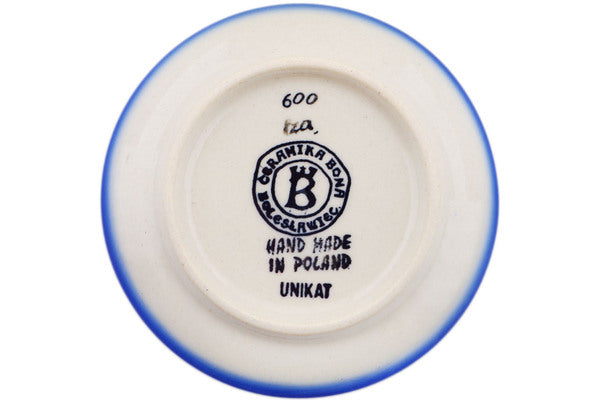 600
CERAMIKA BONA
B
BOLESŁAWIEC
HAND MADE
IN POLAND
UNIKAT